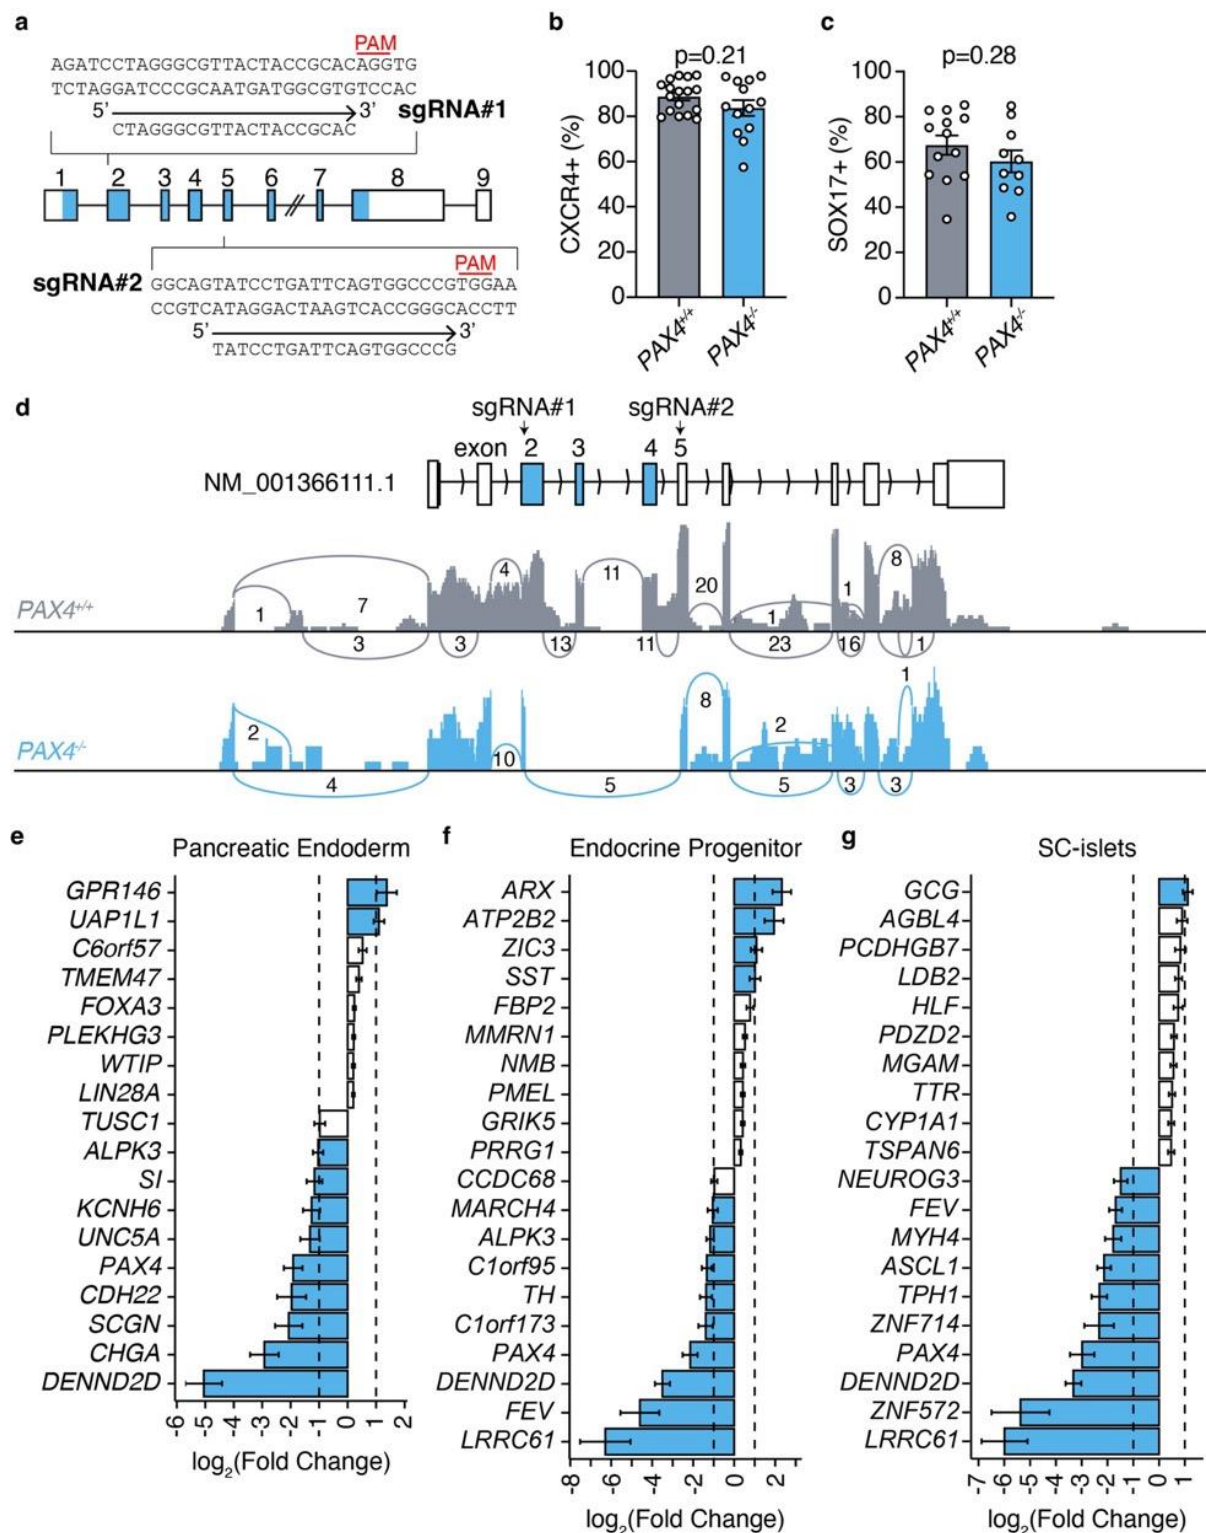 a
PAM
AGATCCTAGGGCGTTACTACCGCACAGGTG
TCTAGGATCCCGCAATGATGGCGTGTCCAC
5’ 3’ sgRNA#1
CTAGGGCGTTACTACCGCAC
1 2 3 4 5 6 7 8 9
PAM
sgRNA#2 GGCAGTATCCTGATTCAGTGGCCCGTGGAA
CCGTCATAGGACTAAGTCACCGGGCACCTT
5’ 3’
TATCCTGATTCAGTGGCCCG
b
p=0.21
CXCR4+ (%)
100
80
60
40
20
0
PAX4+/+
PAX4-/-
c
p=0.28
SOX17+ (%)
100
80
60
40
20
0
PAX4+/+
PAX4-/-
d
sgRNA#1 sgRNA#2
exon 2 3 4 5
NM_001366111.1
PAX4+/+
1 7 4 11 20 1 1 8
3 3 13 11 23 16 1
PAX4-/-
2 10 8 2 1
4 5 5 3 3
e
Pancreatic Endoderm
GPR146
UAP1L1
C6orf57
TMEM47
FOXA3
PLEKHG3
WTIP
LIN28A
TUSC1
ALPK3
SI
KCNH6
UNC5A
PAX4
CDH22
SCGN
CHGA
DENND2D
-6 -5 -4 -3 -2 -1 0 1 2
log2(Fold Change)
f
Endocrine Progenitor
ARX
ATP2B2
ZIC3
SST
FBP2
MMRN1
NMB
PMEL
GRIK5
PRRG1
CCDC68
MARCH4
ALPK3
C1orf95
TH
C1orf173
PAX4
DENND2D
FEV
LRRC61
-8 -6 -4 -2 0 2
log2(Fold Change)
g
SC-islets
GCG
AGBL4
PCDHGB7
LDB2
HLF
PDZD2
MGAM
TTR
CYP1A1
TSPAN6
NEUROG3
FEV
MYH4
ASCL1
TPH1
ZNF714
PAX4
DENND2D
ZNF572
LRRC61
-7 -6 -5 -4 -3 -2 -1 0 1
log2(Fold Change)